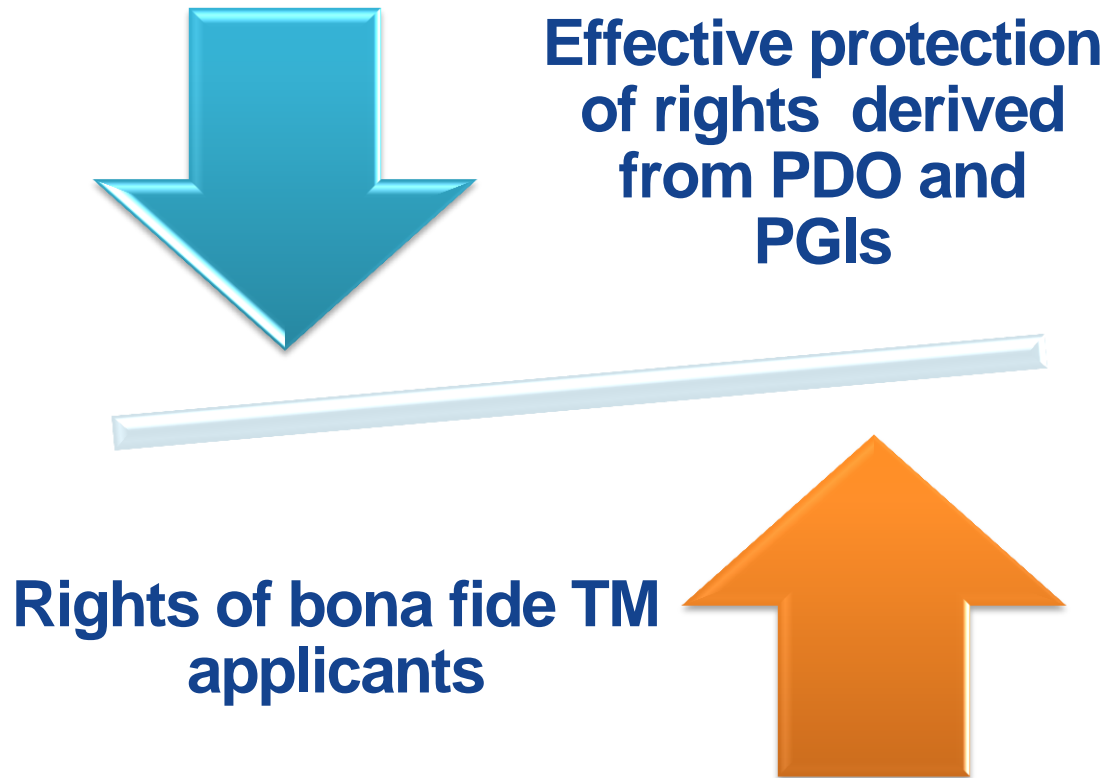 Effective protection
of rights derived
from PDO and
PGIs
Rights of bona fide TM
applicants